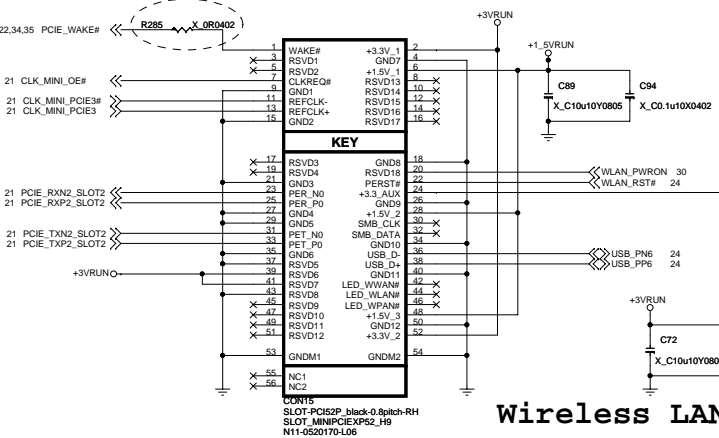 +3VRUN
R285 X_0R0402
22,34,35 PCIE_WAKE#
+1_5VRUN
1 WAKE# +3.3V_1 2
3 RSVD1 GND7 4
5 RSVD2 +1.5V_1 6
21 CLK_MINI_OE# 7 CLKREQ# RSVD13 8
9 GND1 RSVD14 10
21 CLK_MINI_PCIE3# 11 REFCLK- RSVD15 12
21 CLK_MINI_PCIE3 13 REFCLK+ RSVD16 14
15 GND2 RSVD17 16
C89
X_C10u10Y0805
C94
X_C0.1u10X0402
KEY
17 RSVD3 GND8 18
19 RSVD4 RSVD18 20 WLAN_PWRON 30
21 GND3 PERST# 22 WLAN_RST# 24
21 PCIE_RXN2_SLOT2 23 PER_N0 +3.3_AUX 24
21 PCIE_RXP2_SLOT2 25 PER_P0 GND9 26
27 GND4 +1.5V_2 28
29 GND5 SMB_CLK 30
21 PCIE_TXN2_SLOT2 31 PET_N0 SMB_DATA 32
21 PCIE_TXP2_SLOT2 33 PET_P0 GND10 34
35 GND6 USB_D- 36 USB_PN6 24
37 RSVD5 USB_D+ 38 USB_PP6 24
+3VRUN 39 RSVD6 GND11 40
41 RSVD7 LED_WWAN# 42
43 RSVD8 LED_WLAN# 44
45 RSVD9 LED_WPAN# 46
47 RSVD10 +1.5V_3 48
49 RSVD11 GND12 50
51 RSVD12 +3.3V_2 52
53 GNDM1 GNDM2 54
55 NC1
56 NC2
+3VRUN
C72
X_C10u10Y080
CON15
SLOT-PCI52P_black-0.8pitch-RH
SLOT_MINIPCIEXP52_H9
N11-0520170-L06
Wireless LAN